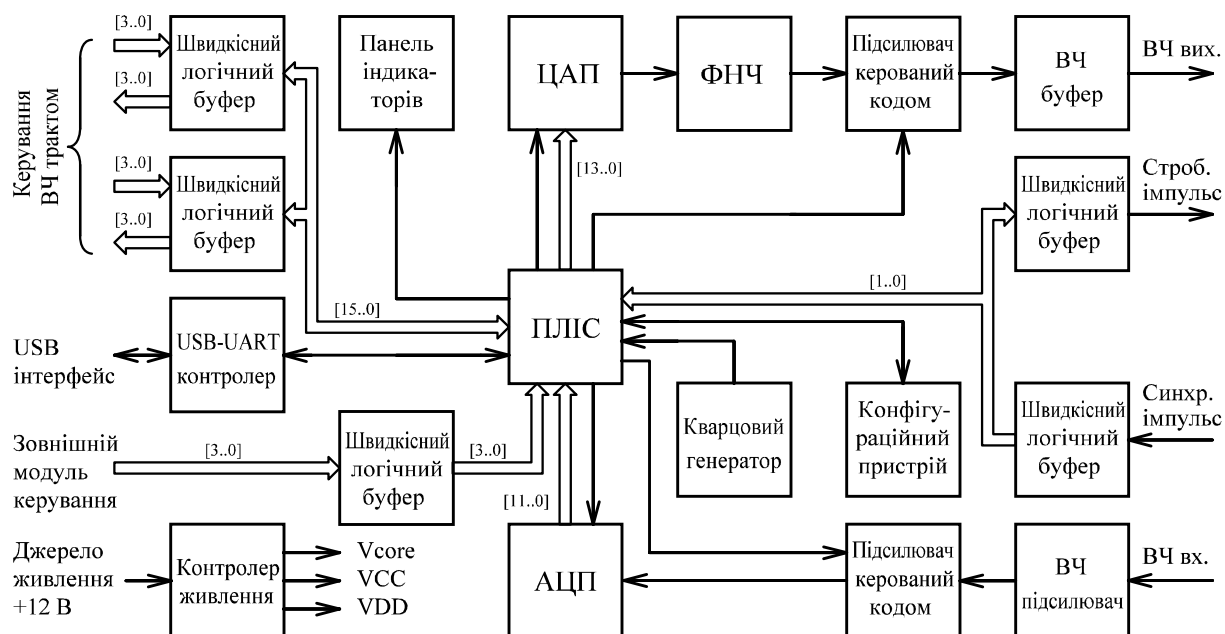 Керування
ВЧ трактом
[3..0]
[3..0]
Швидкісний
логічний
буфер
[3..0]
[3..0]
Швидкісний
логічний
буфер
[15..0]
Панель
індика-
торів
ЦАП
[13..0]
ФНЧ
Підсилювач
керований
кодом
ВЧ
буфер
ВЧ вих.
Швидкісний
логічний
буфер
Строб.
імпульс
[1..0]
ПЛІС
USB
інтерфейс
USB-UART
контролер
Зовнішній
модуль
керування
[3..0]
Швидкісний
логічний
буфер
[3..0]
[11..0]
Кварцовий
генератор
Конфігу-
раційний
пристрій
Швидкісний
логічний
буфер
Синхр.
імпульс
Джерело
живлення
+12 В
Контролер
живлення
Vcore
VCC
VDD
АЦП
Підсилювач
керований
кодом
ВЧ
підсилювач
ВЧ вх.